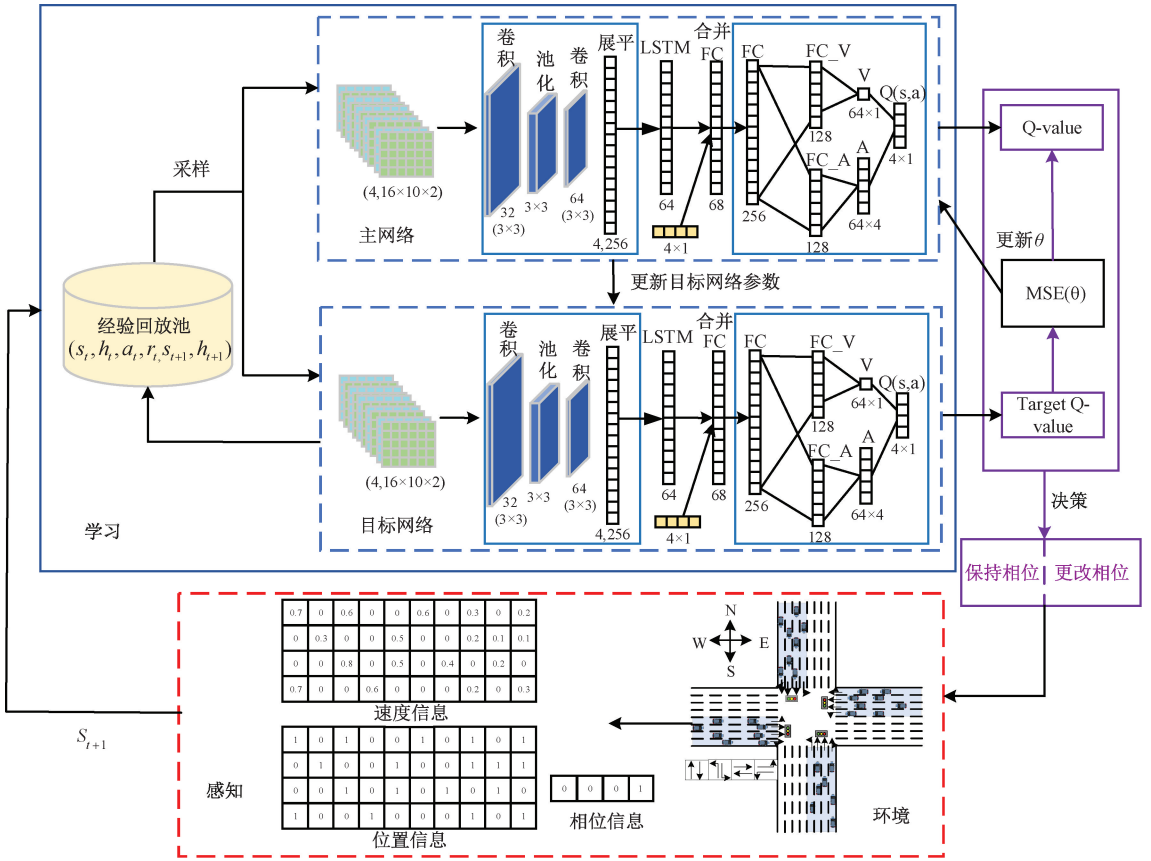 采样
经验回放池
(s_t, h_t, a_t, r_t, s_{t+1}, h_{t+1})
学习
(4,16×10×2)
主网络
卷积
池化
卷积
展平
32
(3×3)
3×3
64
(3×3)
4,256
LSTM
64
合并
FC
68
4×1
FC
256
FC_V
128
FC_A
128
V
64×1
A
64×4
Q(s,a)
4×1
更新目标网络参数
(4,16×10×2)
目标网络
卷积
池化
卷积
展平
32
(3×3)
3×3
64
(3×3)
4,256
LSTM
64
合并
FC
68
4×1
FC
256
FC_V
128
FC_A
128
V
64×1
A
64×4
Q(s,a)
4×1
Q-value
更新θ
MSE(θ)
Target Q-
value
决策
保持相位
更改相位
S_{t+1}
感知
0.7 0 0.6 0 0 0.6 0 0.3 0 0.2
0 0.3 0 0 0.5 0 0 0.2 0.1 0.1
0 0 0.8 0 0.5 0 0.4 0 0.2 0
0.7 0 0 0.6 0 0 0 0.2 0 0.3
速度信息
1 0 1 0 0 1 0 1 0 1
0 1 0 0 1 0 0 1 1 1
0 0 1 0 1 0 1 0 1 0
1 0 0 1 0 0 0 1 0 1
位置信息
0 0 0 1
相位信息
N
W
E
S
环境